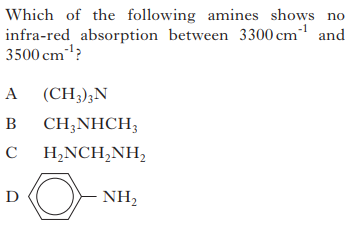 Which of the following amines shows no
infra-red absorption between 3300 cm⁻¹ and
3500 cm⁻¹?
A (CH₃)₃N
B CH₃NHCH₃
C H₂NCH₂NH₂
D NH₂